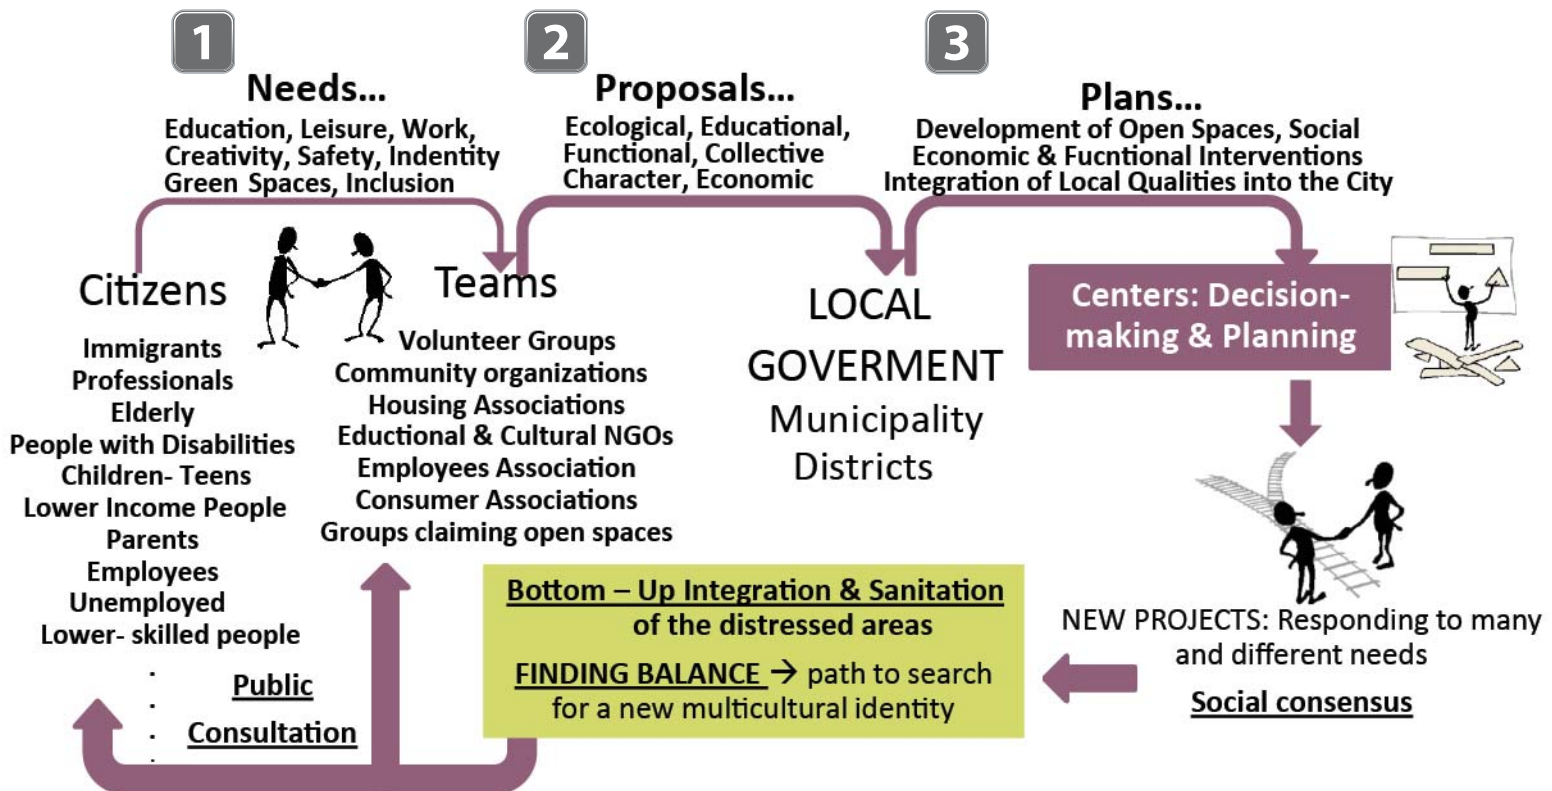 1
Needs...
Education, Leisure, Work,
Creativity, Safety, Indentity
Green Spaces, Inclusion
2
Proposals...
Ecological, Educational,
Functional, Collective
Character, Economic
3
Plans...
Development of Open Spaces, Social
Economic & Fucntional Interventions
Integration of Local Qualities into the City
Citizens
Immigrants
Professionals
Elderly
People with Disabilities
Children- Teens
Lower Income People
Parents
Employees
Unemployed
Lower- skilled people
.
.
.
.
Public
Consultation
Teams
Volunteer Groups
Community organizations
Housing Associations
Eductional & Cultural NGOs
Employees Association
Consumer Associations
Groups claiming open spaces
LOCAL
GOVERMENT
Municipality
Districts
Centers: Decision-
making & Planning
NEW PROJECTS: Responding to many
and different needs
Social consensus
Bottom – Up Integration & Sanitation
of the distressed areas
FINDING BALANCE → path to search
for a new multicultural identity